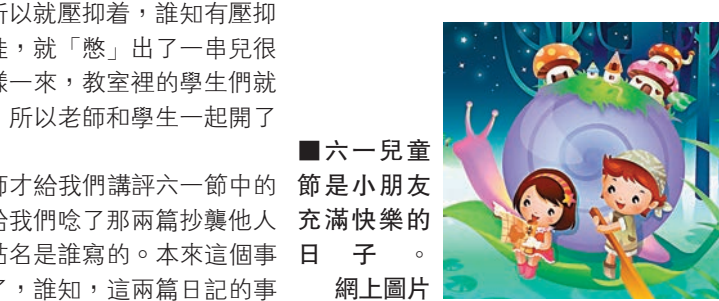 所以就壓抑着，誰知有壓抑
，就「憋」出了一串兒很
樣一來，教室裡的學生們就
所以老師和學生一起開了
師才給我們講評六一節中的
給我們唸了那兩篇抄襲他人
名是誰寫的。本來這個事
了，誰知，這兩篇日記的事
■六一兒童
節是小朋友
充滿快樂的
日子。
網上圖片